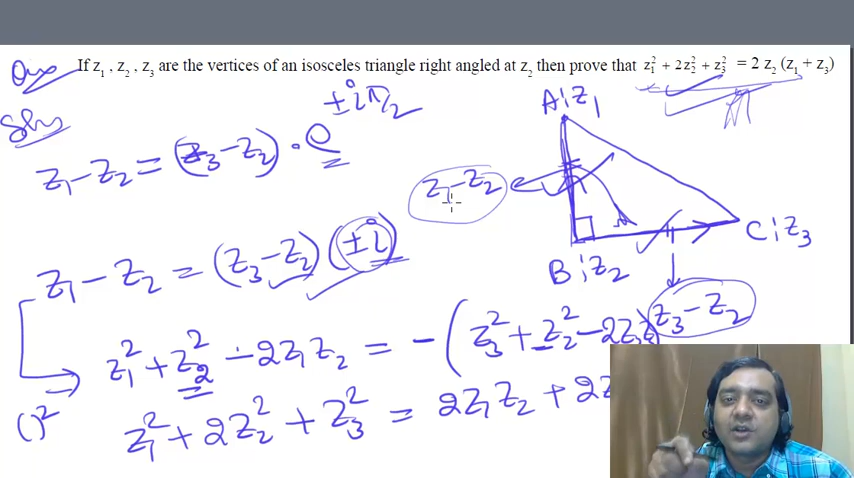 Que If z₁ , z₂ , z₃ are the vertices of an isosceles triangle right angled at z₂ then prove that z₁² + 2z₂² + z₃² = 2 z₂ (z₁ + z₃)
Sol
z₁ - z₂ = (z₃ - z₂) · e^(±iπ/2)
A|z₁
z₁ - z₂
B|z₂
C|z₃
z₃ - z₂
z₁ - z₂ = (z₃ - z₂) (±i)
z₁² + z₂² - 2z₁z₂ = - (z₃² + z₂² - 2z₃z
( )²
z₁² + 2z₂² + z₃² = 2z₁z₂ + 2z